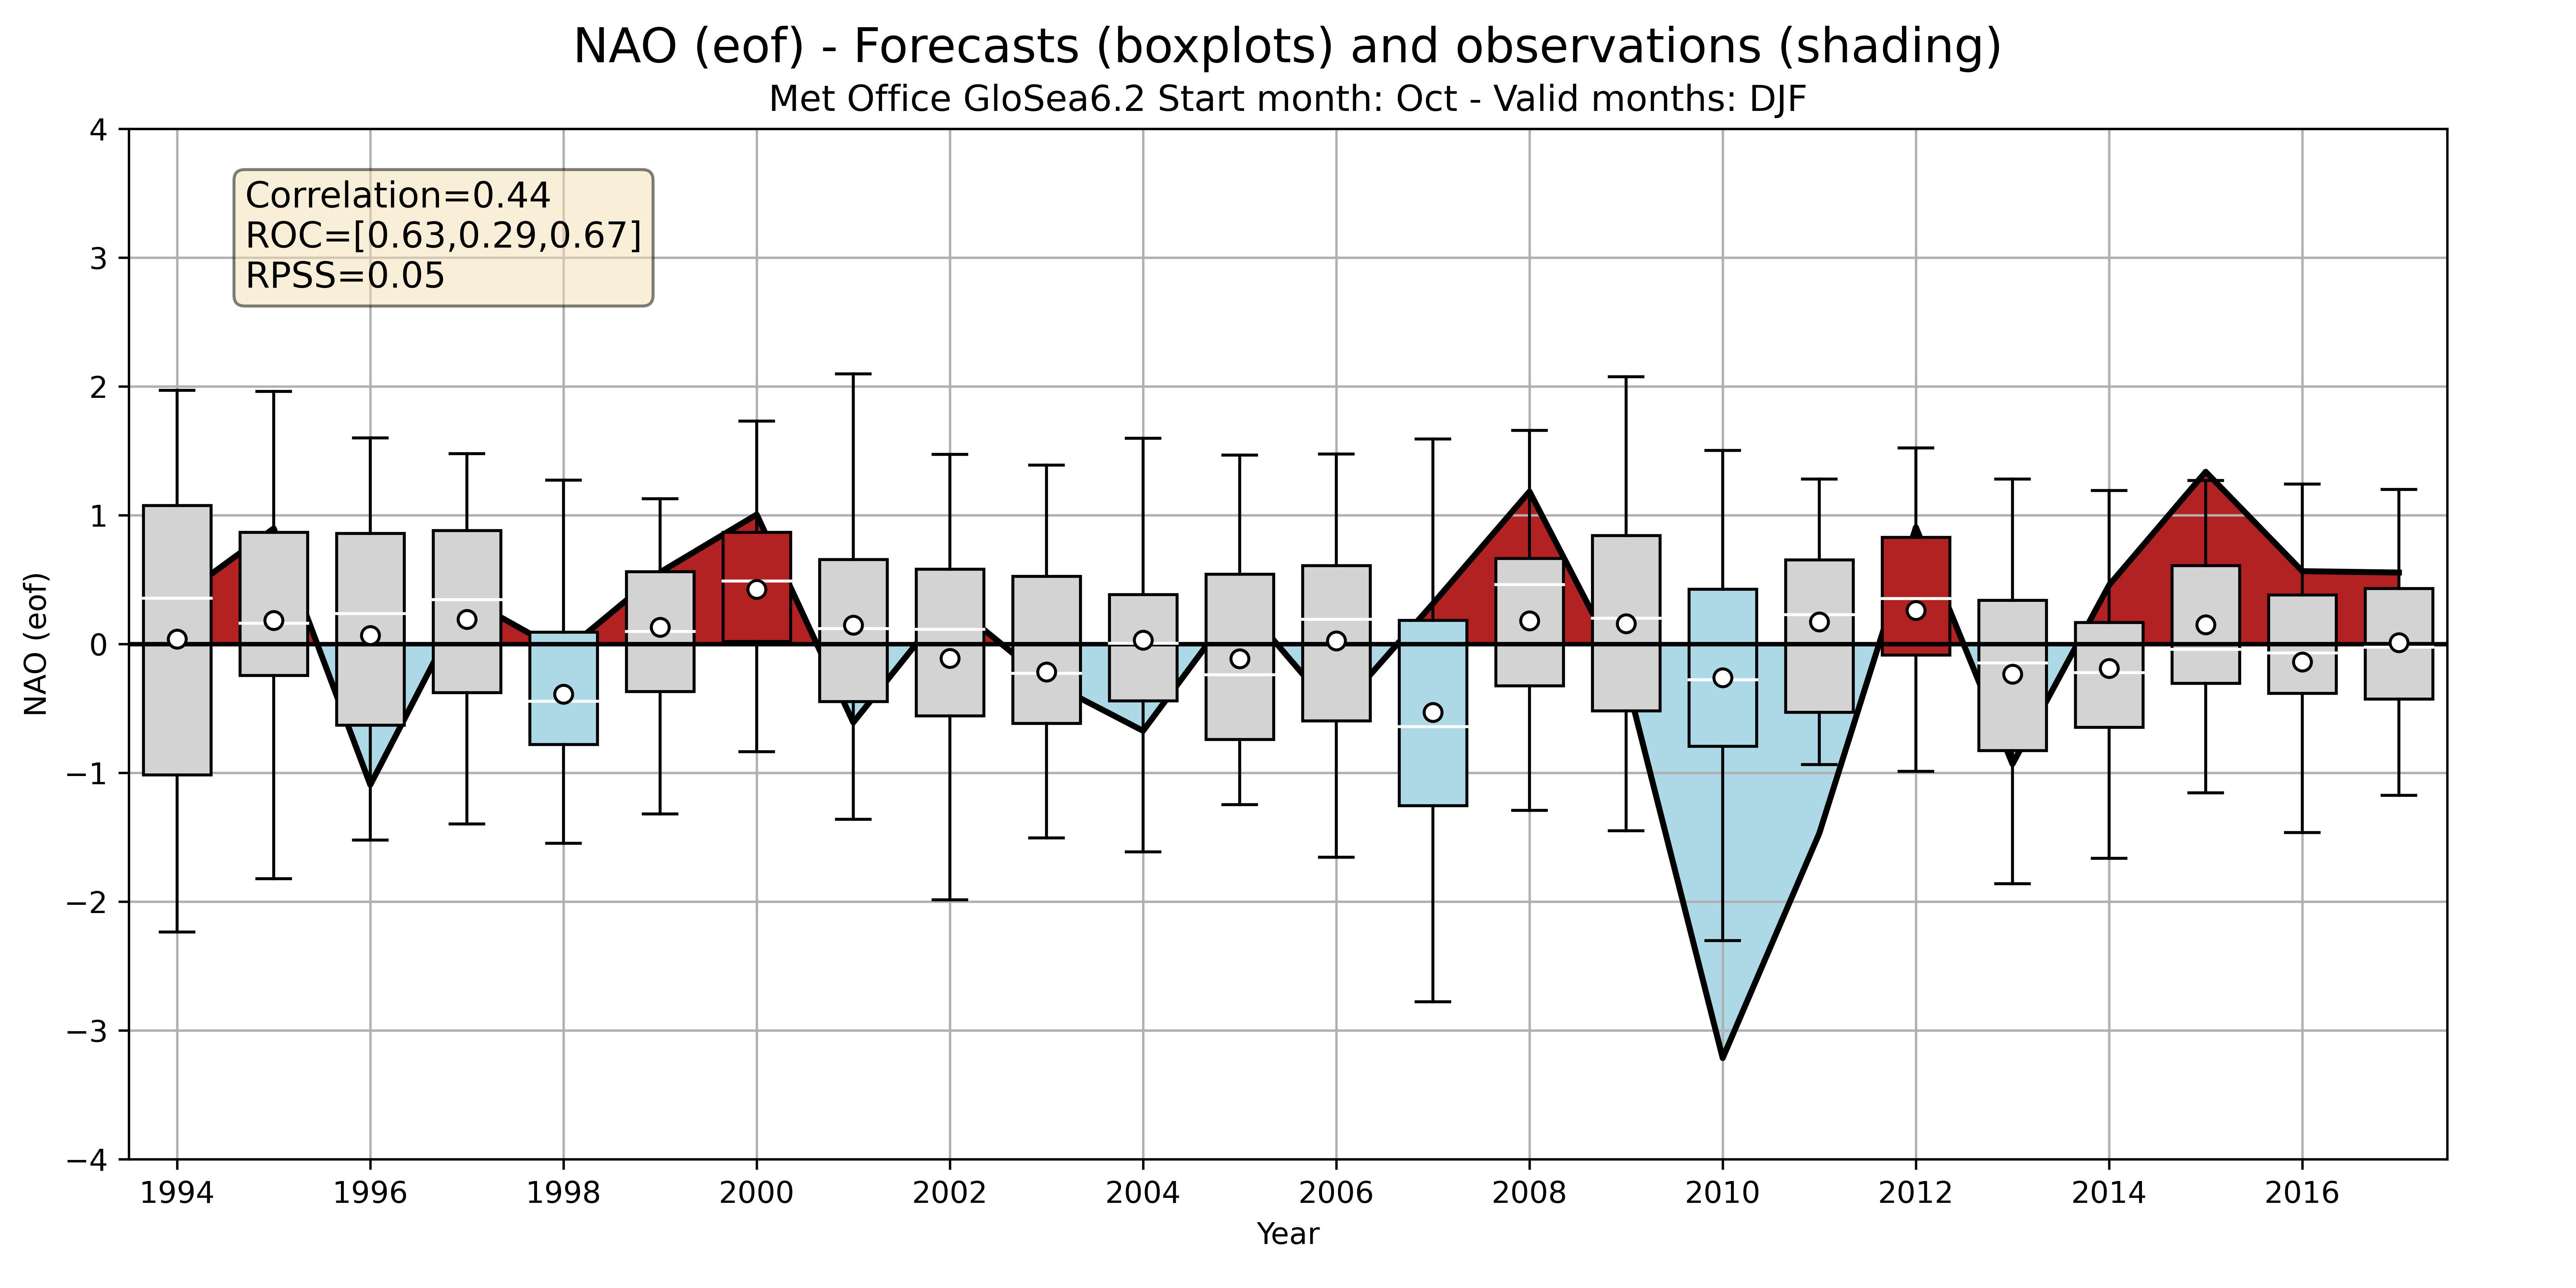 NAO (eof) - Forecasts (boxplots) and observations (shading)
Met Office GloSea6.2 Start month: Oct - Valid months: DJF
Correlation=0.44
ROC=[0.63,0.29,0.67]
RPSS=0.05
NAO (eof)
4
3
2
1
0
−1
−2
−3
−4
1994 1996 1998 2000 2002 2004 2006 2008 2010 2012 2014 2016
Year